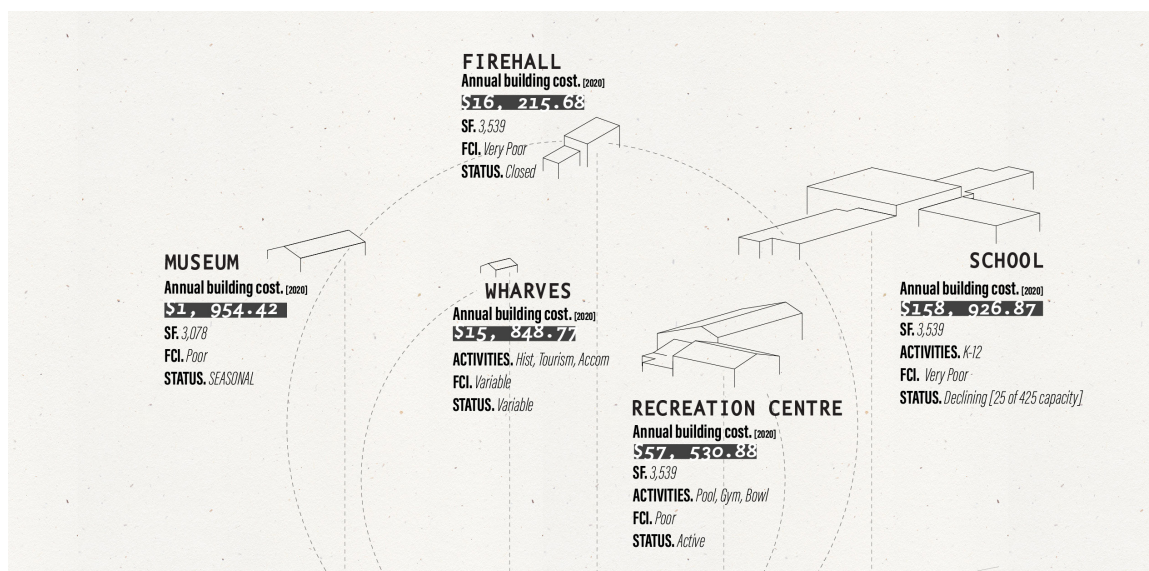 FIREHALL
Annual building cost. [2020]
$16, 215.68
SF. 3,539
FCI. Very Poor
STATUS. Closed
MUSEUM
Annual building cost. [2020]
$1, 954.42
SF. 3,078
FCI. Poor
STATUS. SEASONAL
WHARVES
Annual building cost. [2020]
$15, 848.77
ACTIVITIES. Hist, Tourism, Accom
FCI. Variable
STATUS. Variable
RECREATION CENTRE
Annual building cost. [2020]
$57, 530.88
SF. 3,539
ACTIVITIES. Pool, Gym, Bowl
FCI. Poor
STATUS. Active
SCHOOL
Annual building cost. [2020]
$158, 926.87
SF. 3,539
ACTIVITIES. K-12
FCI. Very Poor
STATUS. Declining [25 of 425 capacity]